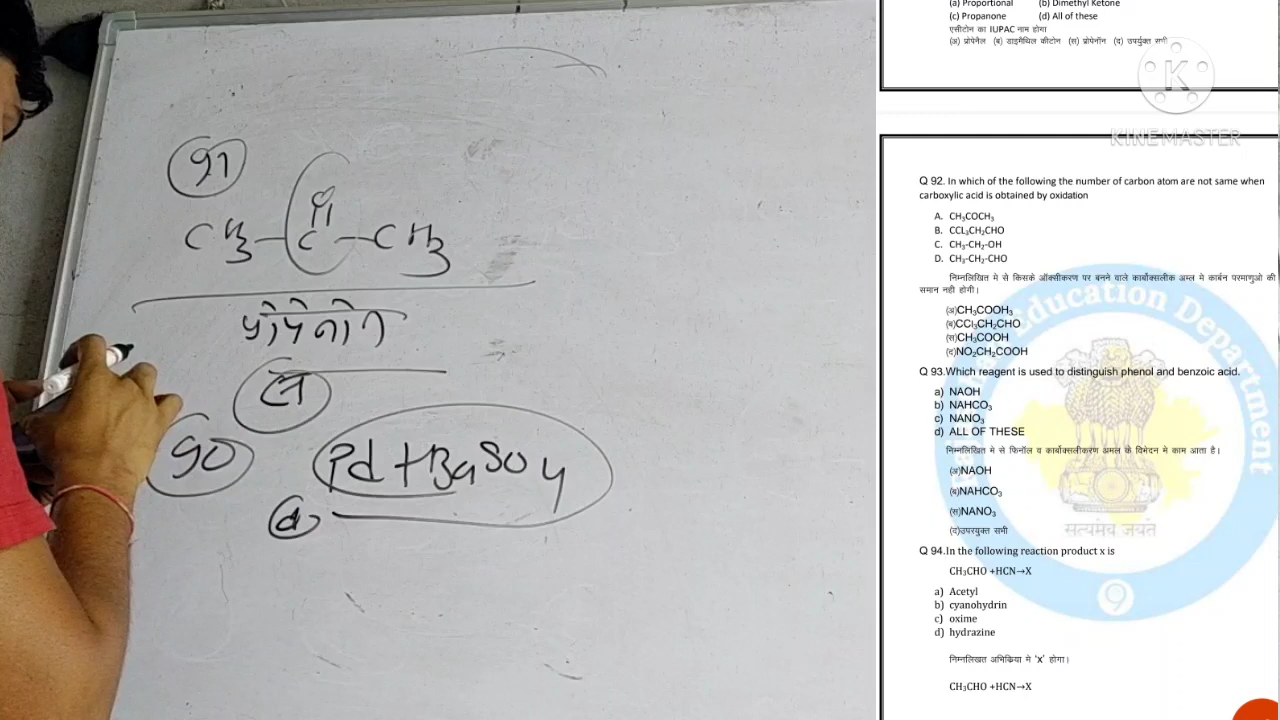 91
O
CH3-C-CH3
प्रोपेनोन
90
Pd+BaSO4
d
(a) Proportional (b) Dimethyl Ketone
(c) Propanone (d) All of these
एसीटोन का IUPAC नाम होगा
(अ) प्रोपेनैल (ब) डाइमैथिल कीटोन (स) प्रोपेनॉन (द) उपर्युक्त सभी
K
KINEMASTER
Q 92. In which of the following the number of carbon atom are not same when
carboxylic acid is obtained by oxidation
A. CH3COCH3
B. CCL3CH2CHO
C. CH3-CH2-OH
D. CH3-CH2-CHO
निम्नलिखित मे से किसके ऑक्सीकरण पर बनने वाले कार्बोक्सलीक अम्ल मे कार्बन परमाणुओ की
समान नही होगी।
(अ)CH3COOH3
(ब)CCl3CH2CHO
(स)CH3COOH
(द)NO2CH2COOH
Q 93.Which reagent is used to distinguish phenol and benzoic acid.
a) NAOH
b) NAHCO3
c) NANO3
d) ALL OF THESE
निम्नलिखित मे से फिनॉल व कार्बोक्सलीकरण अमल के विभेदन मे काम आता है।
(अ)NAOH
(ब)NAHCO3
(स)NANO3
(द)उपरयुक्त सभी
सत्यमेव जयते
Q 94.In the following reaction product x is
CH3CHO +HCN→X
a) Acetyl
b) cyanohydrin
c) oxime
d) hydrazine
9
निम्नलिखत अभिक्रिया मे 'x' होगा।
CH3CHO +HCN→X
Education Department